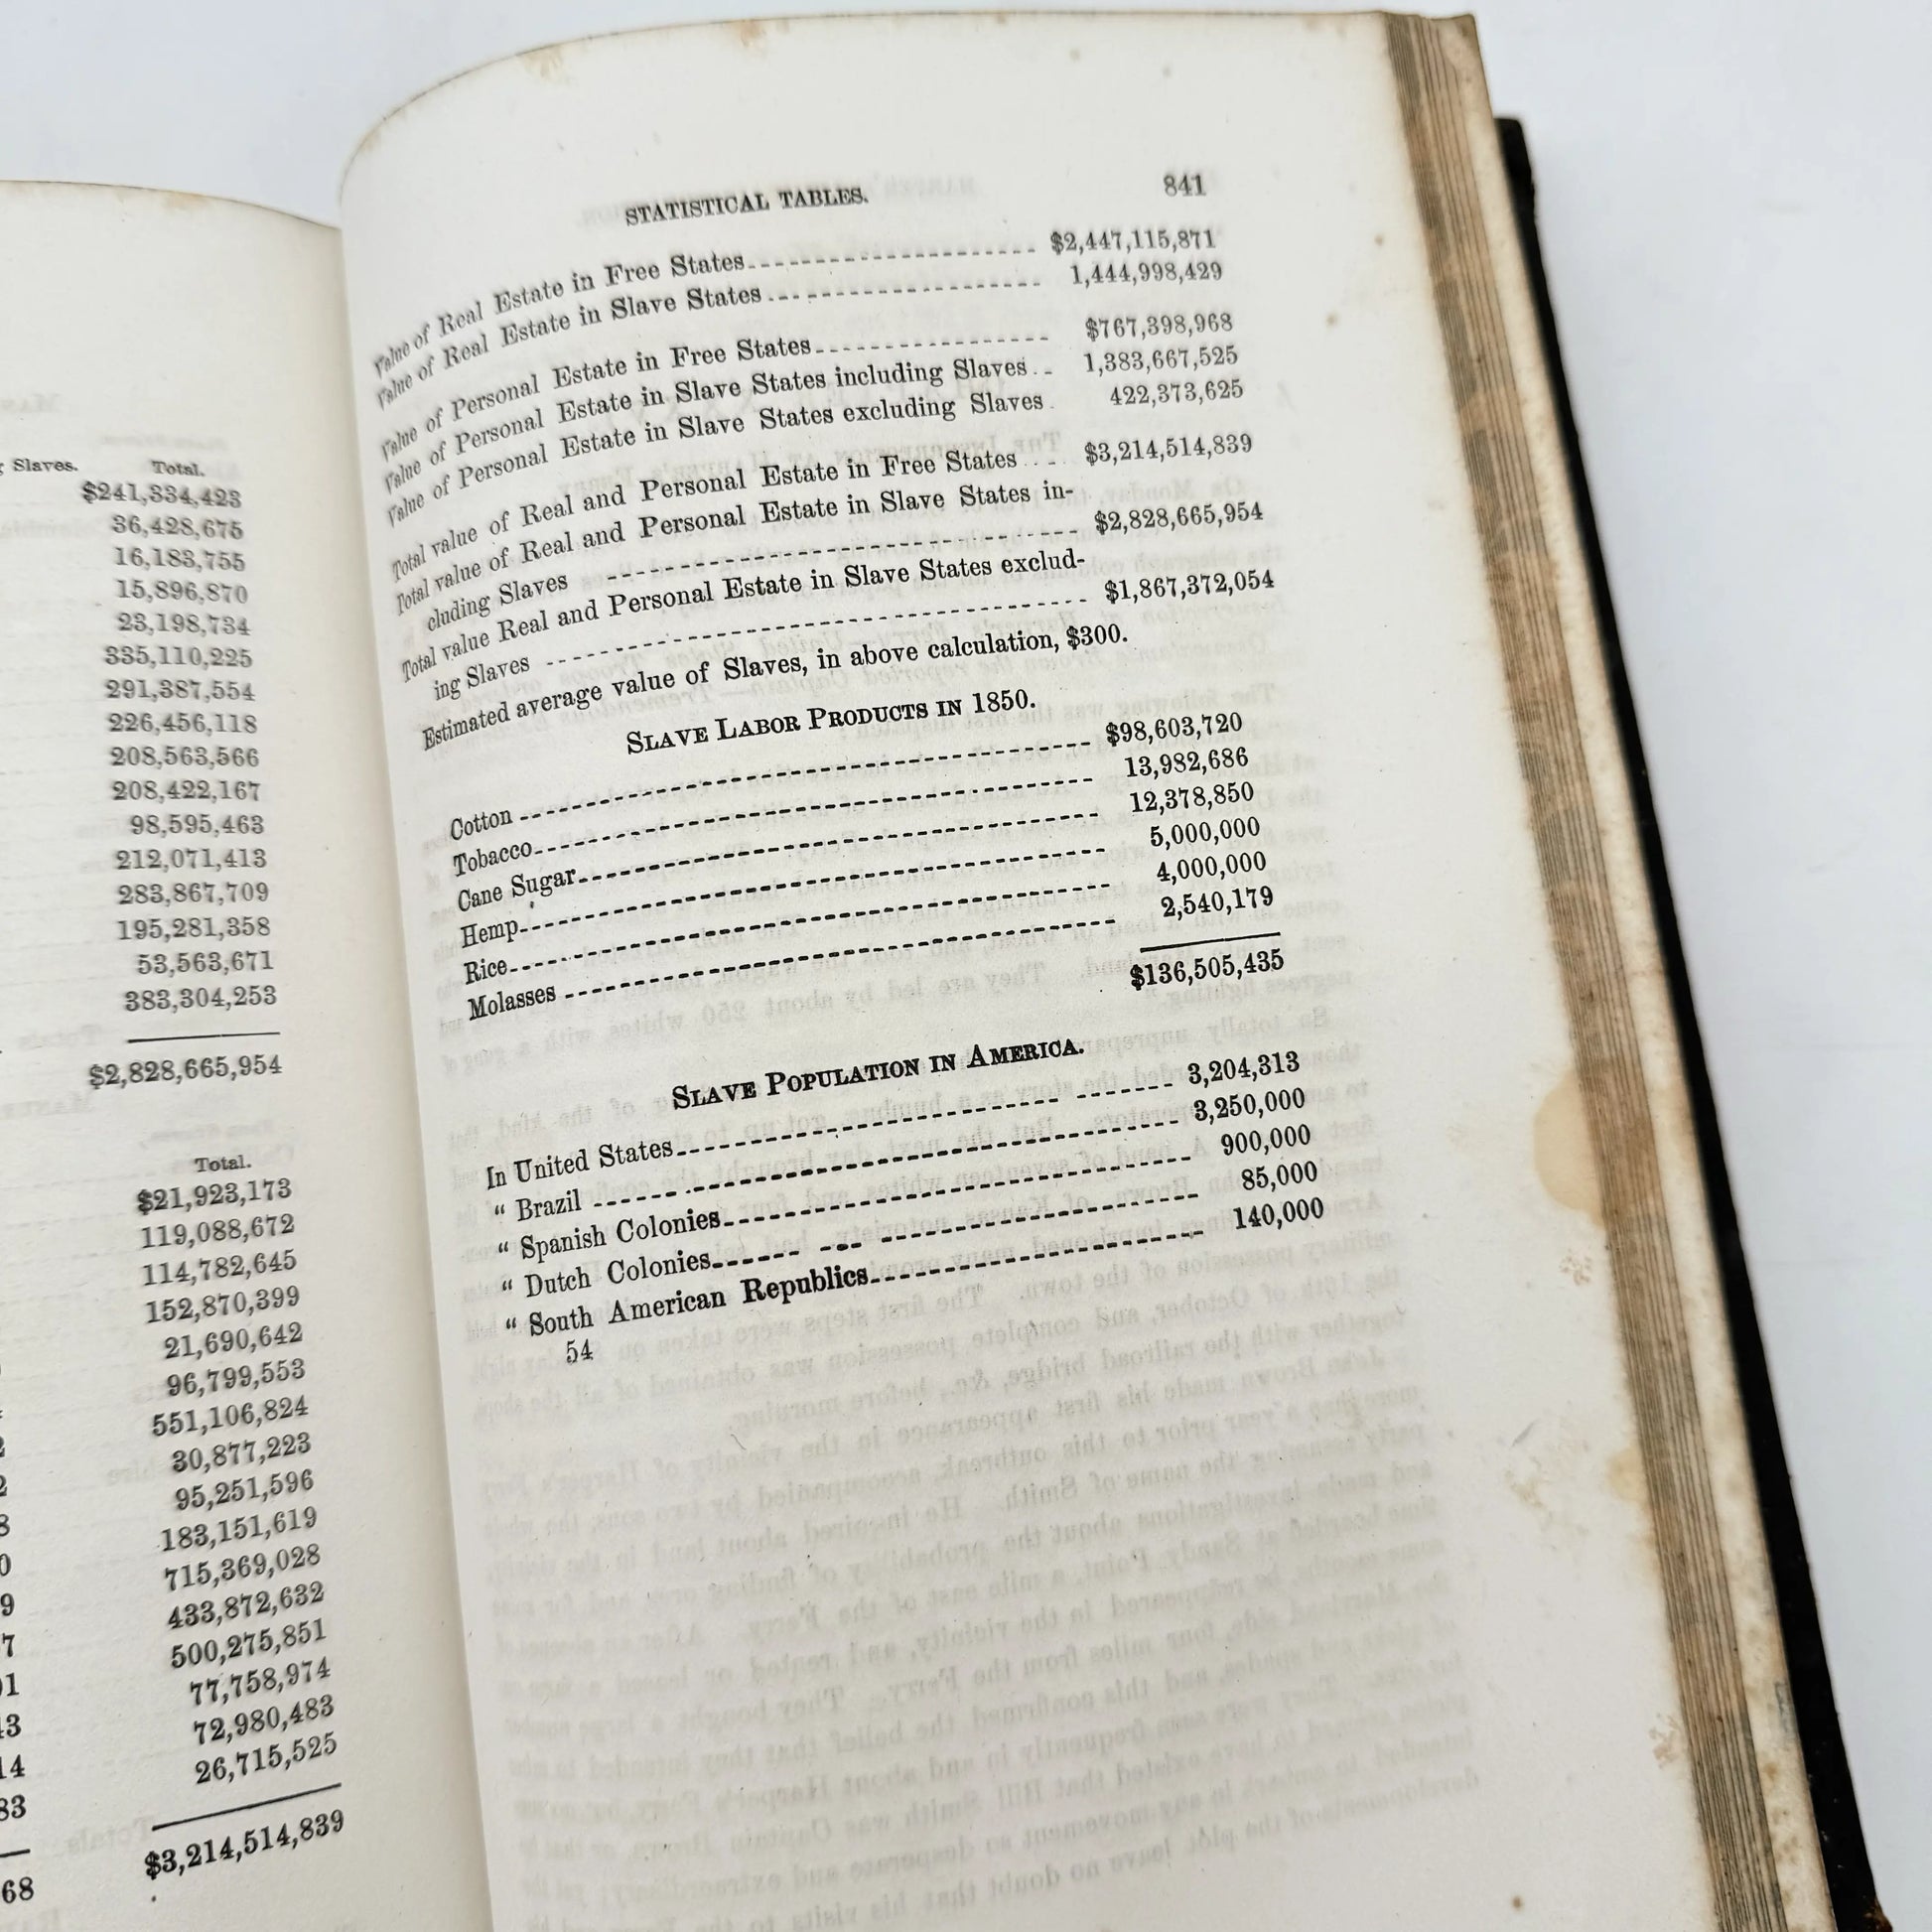 g Slaves. Total.
$241,334,423
36,428,675
16,183,755
15,896,870
23,198,734
335,110,225
291,387,554
226,456,118
208,563,566
208,422,167
98,595,463
212,071,413
283,867,709
195,281,358
53,563,671
383,304,253
$2,828,665,954
Total.
$21,923,173
119,088,672
114,782,645
152,870,399
21,690,642
96,799,553
551,106,824
2 30,877,223
2 95,251,596
8 183,151,619
0 715,369,028
9 433,872,632
7 500,275,851
01 77,758,974
43 72,980,483
14 26,715,525
83
68 $3,214,514,839
STATISTICAL TABLES. 841
Value of Real Estate in Free States $2,447,115,871
Value of Real Estate in Slave States 1,444,998,429
Value of Personal Estate in Free States $767,398,968
Value of Personal Estate in Slave States including Slaves 1,383,667,525
Value of Personal Estate in Slave States excluding Slaves 422,373,625
Total value of Real and Personal Estate in Free States $3,214,514,839
Total value of Real and Personal Estate in Slave States in-
cluding Slaves $2,828,665,954
Total value Real and Personal Estate in Slave States exclud-
ing Slaves $1,867,372,054
Estimated average value of Slaves, in above calculation, $300.
SLAVE LABOR PRODUCTS IN 1850.
Cotton $98,603,720
Tobacco 13,982,686
Cane Sugar 12,378,850
Hemp 5,000,000
Rice 4,000,000
Molasses 2,540,179
$136,505,435
SLAVE POPULATION IN AMERICA.
In United States 3,204,313
" Brazil 3,250,000
" Spanish Colonies 900,000
" Dutch Colonies 85,000
" South American Republics 140,000
54